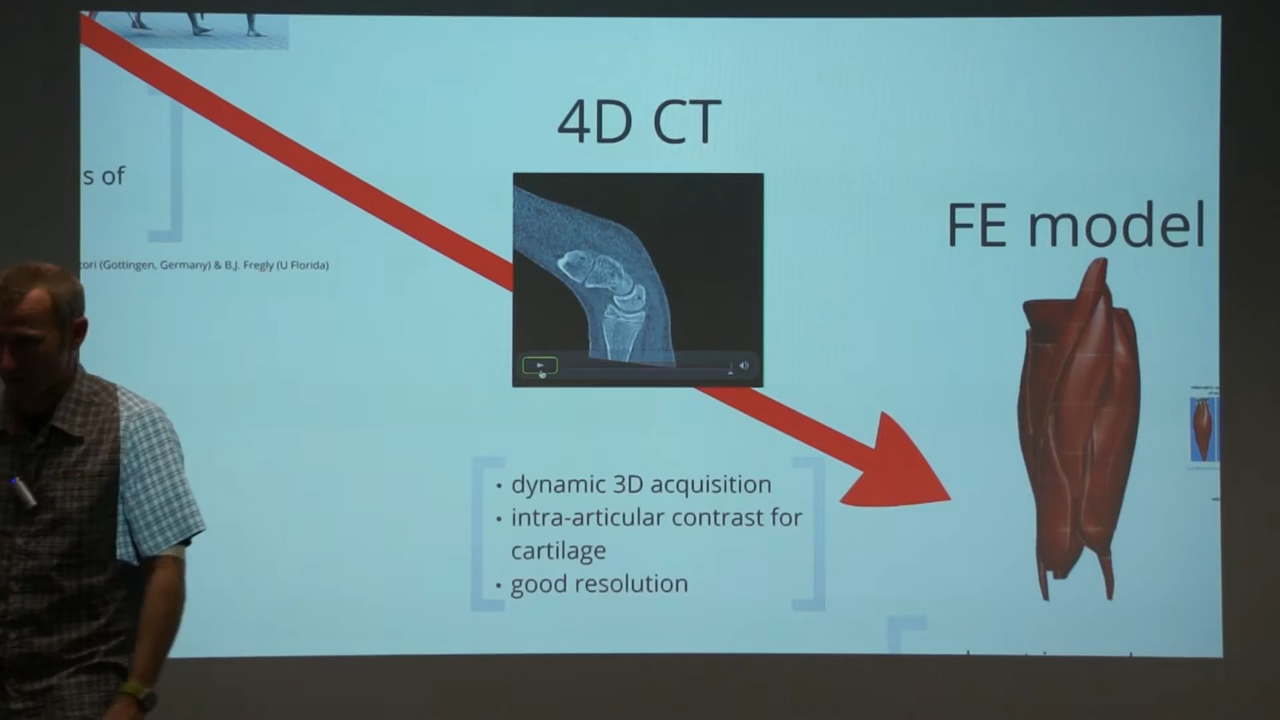 4D CT
s of
FE model
tori (Gottingen, Germany) & B.J. Fregly (U Florida)
• dynamic 3D acquisition
• intra-articular contrast for
cartilage
• good resolution